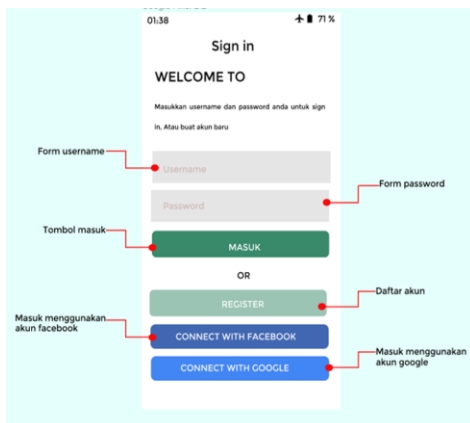 01:38
71 %
Sign in
WELCOME TO
Masukkan username dan password anda untuk sign
in, Atau buat akun baru
Form username
Username
Form password
Password
Tombol masuk
MASUK
OR
Daftar akun
REGISTER
Masuk menggunakan
akun facebook
CONNECT WITH FACEBOOK
Masuk menggunakan
akun google
CONNECT WITH GOOGLE